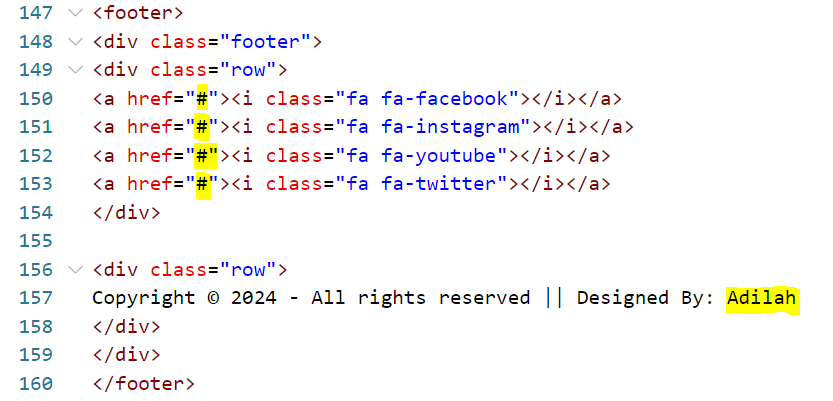 147 <footer>
148 <div class="footer">
149 <div class="row">
150 <a href="#"><i class="fa fa-facebook"></i></a>
151 <a href="#"><i class="fa fa-instagram"></i></a>
152 <a href="#"><i class="fa fa-youtube"></i></a>
153 <a href="#"><i class="fa fa-twitter"></i></a>
154 </div>
155
156 <div class="row">
157 Copyright © 2024 - All rights reserved || Designed By: Adilah
158 </div>
159 </div>
160 </footer>